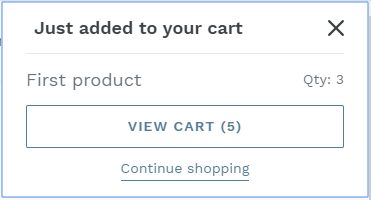 Just added to your cart
First product
Qty: 3
VIEW CART (5)
Continue shopping